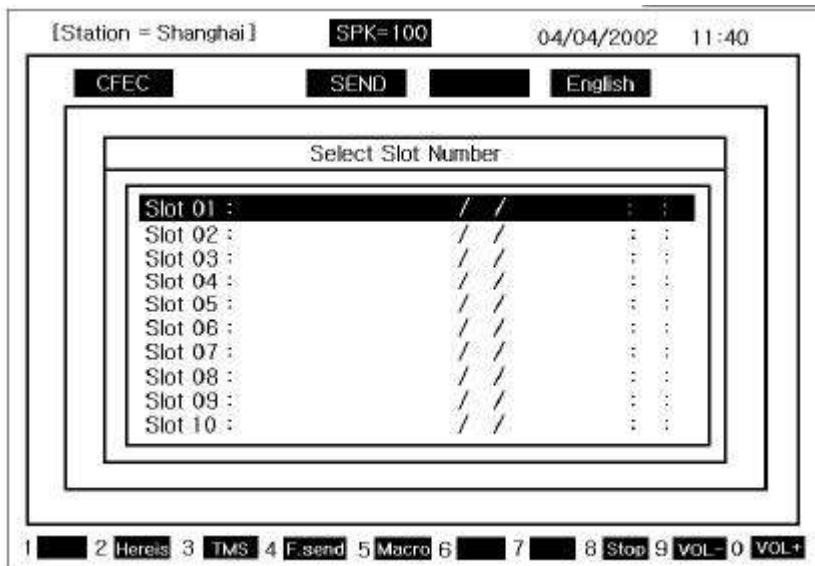 [Station = Shanghai] SPK=100 04/04/2002 11:40
CFEC SEND English
Select Slot Number
Slot 01 : / / : :
Slot 02 : / / : :
Slot 03 : / / : :
Slot 04 : / / : :
Slot 05 : / / : :
Slot 06 : / / : :
Slot 07 : / / : :
Slot 08 : / / : :
Slot 09 : / / : :
Slot 10 : / / : :
1 2 Hereis 3 TMS 4 F.send 5 Macro 6 7 8 Stop 9 VOL- 0 VOL+